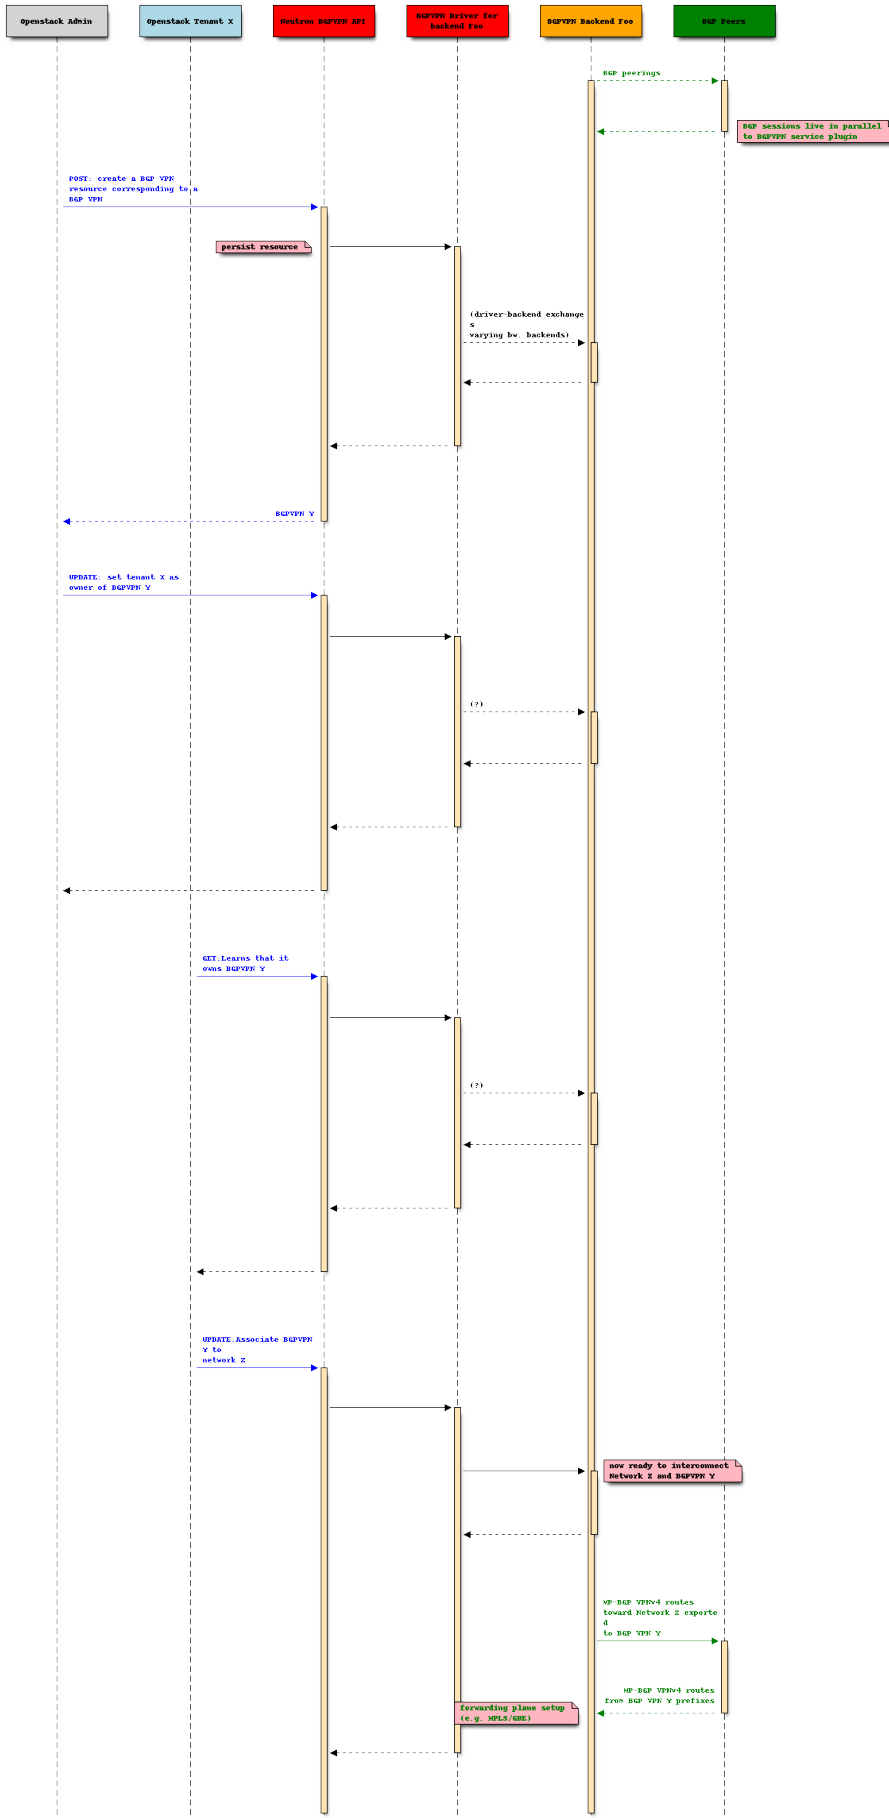 Openstack Admin
Openstack Tenant X
Neutron BGPVPN API
BGPVPN Driver for
backend Foo
BGPVPN Backend Foo
BGP Peers
BGP peerings
BGP sessions live in parallel
to BGPVPN service plugin
POST: create a BGP VPN
resource corresponding to a
BGP VPN
persist resource
(driver-backend exchange
s
varying bw. backends)
BGPVPN Y
UPDATE: set tenant X as
owner of BGPVPN Y
(?)
GET:Learns that it
owns BGPVPN Y
(?)
UPDATE:Associate BGPVPN
Y to
network Z
now ready to interconnect
Network Z and BGPVPN Y
MP-BGP VPNv4 routes
toward Network Z exporte
d
to BGP VPN Y
MP-BGP VPNv4 routes
from BGP VPN Y prefixes
forwarding plane setup
(e.g. MPLS/GRE)